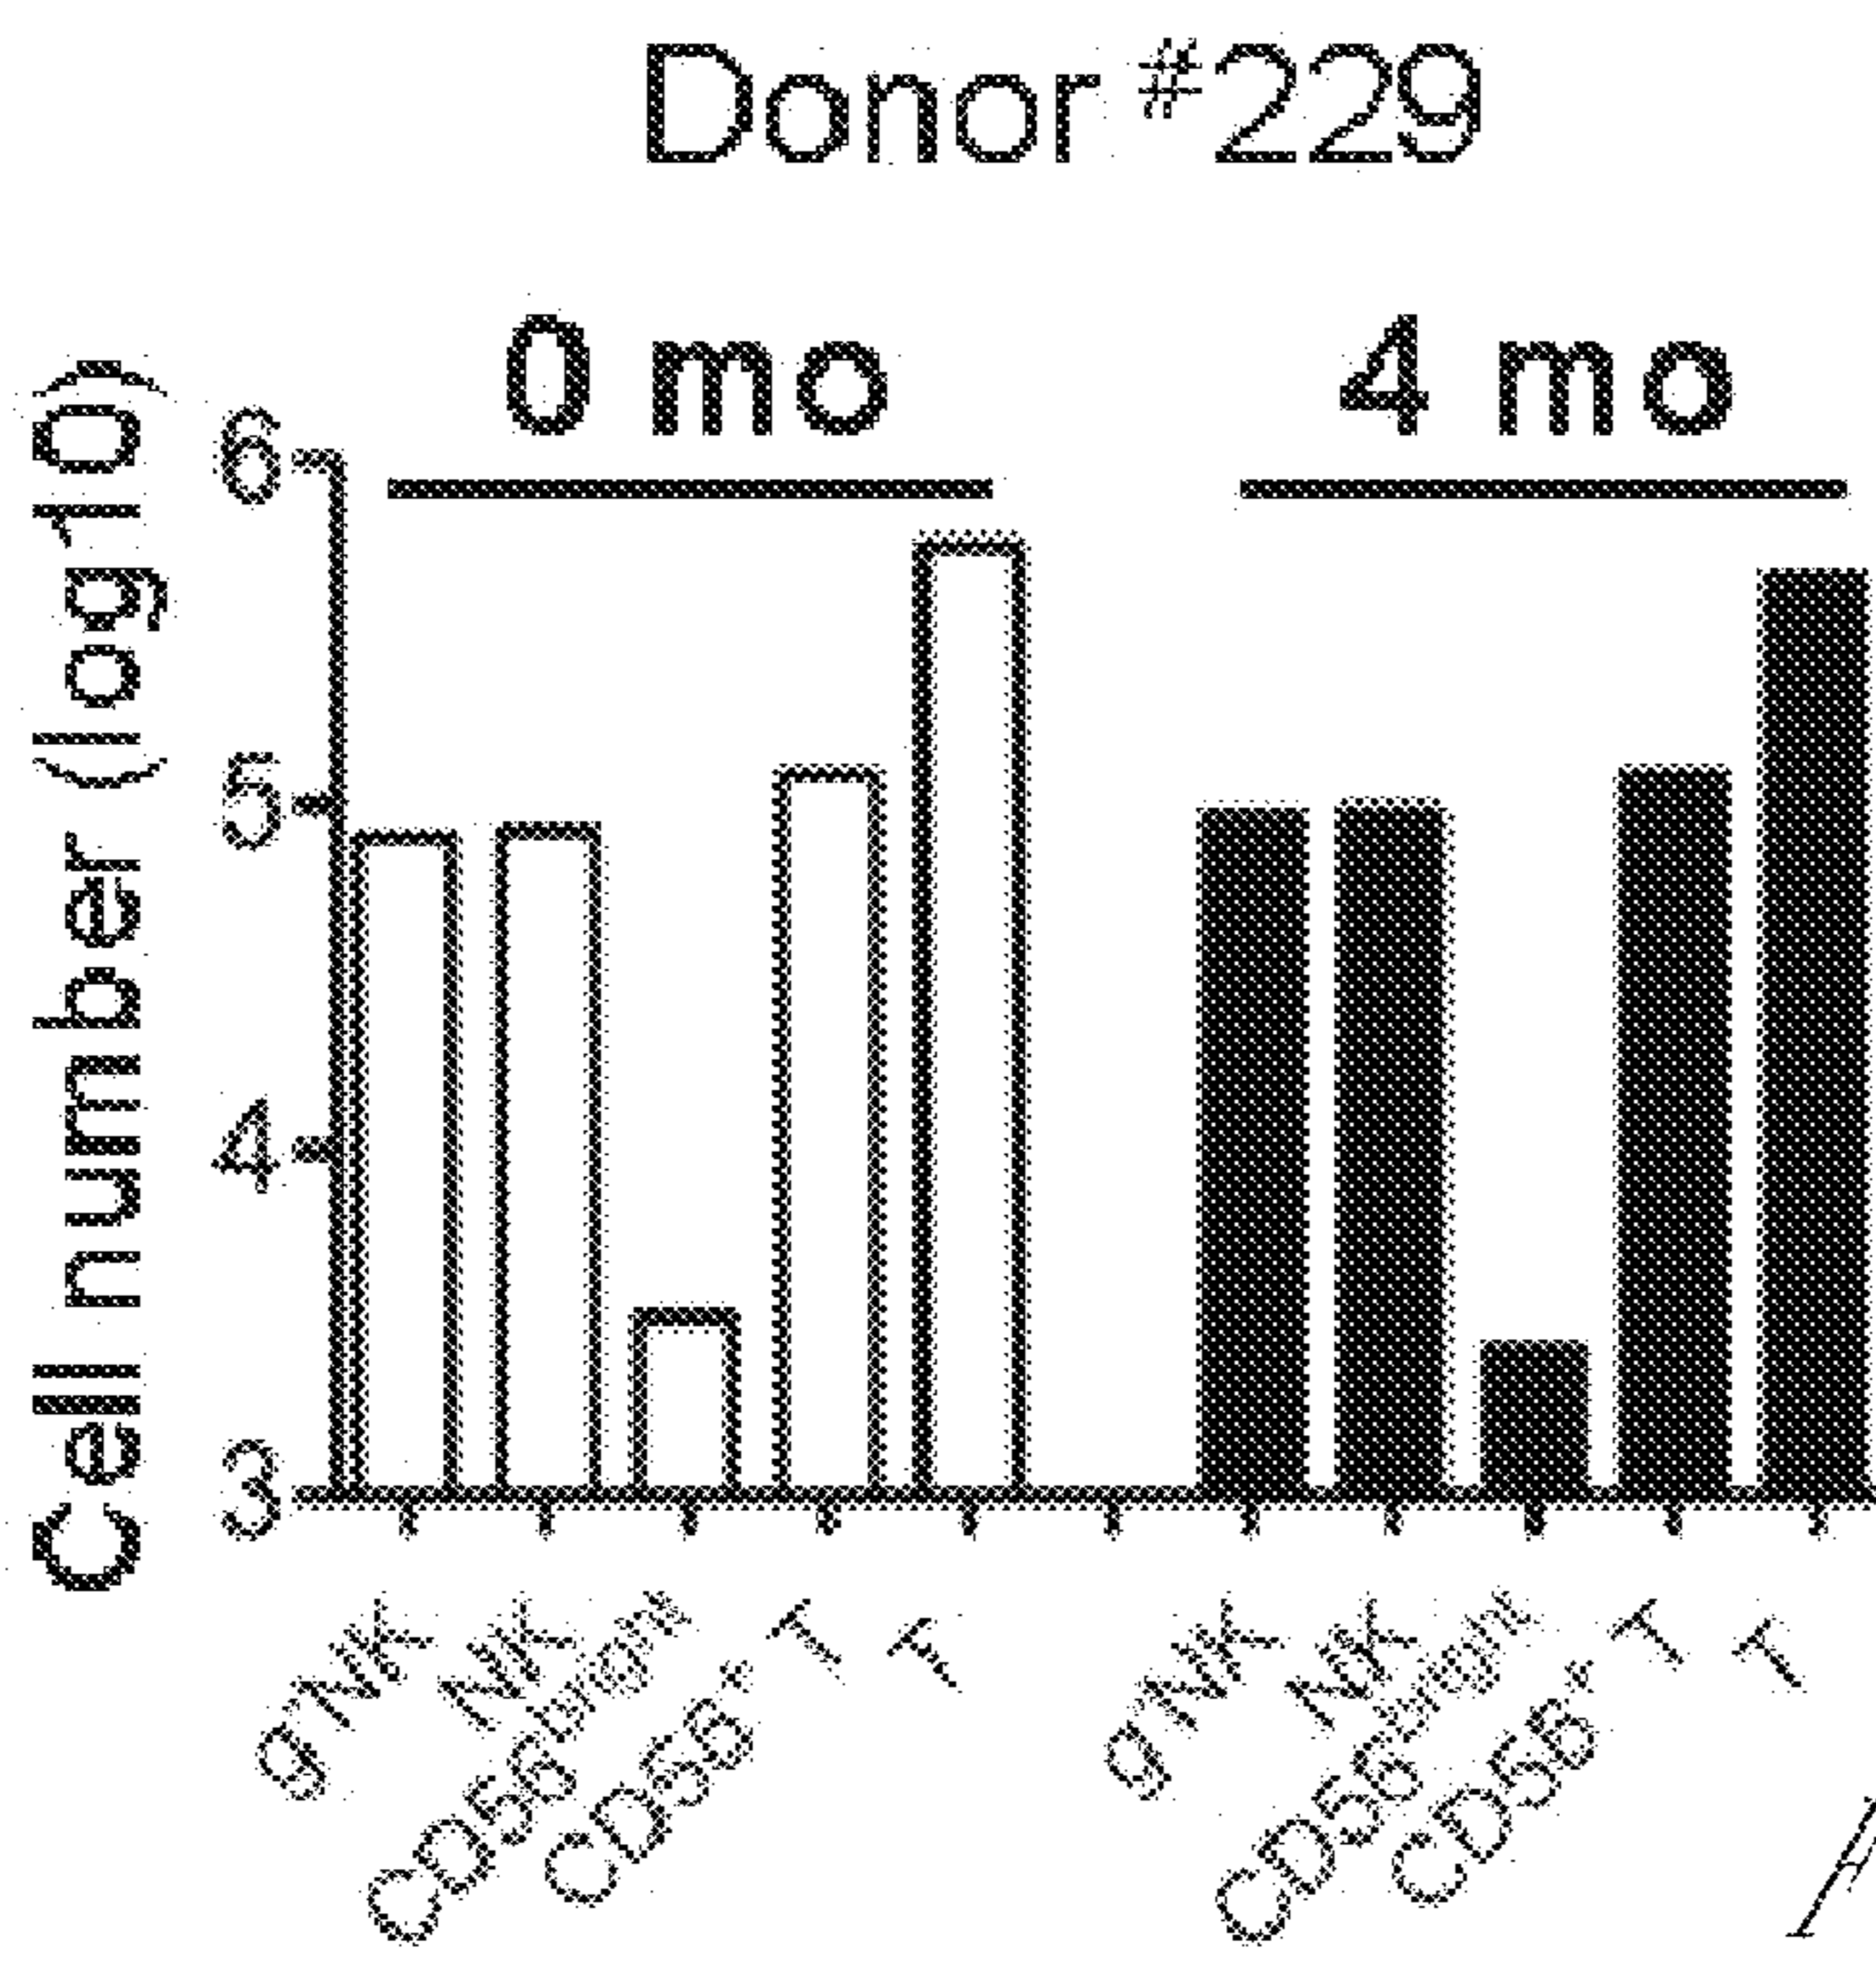 Donor #229
0 mo
4 mo
Cell number (log10)
6
5
4
3
g⁻NK
NK
CD56ᵇʳⁱᵍʰᵗ
CD56⁺ T
T
g⁻NK
NK
CD56ᵇʳⁱᵍʰᵗ
CD56⁺ T
T